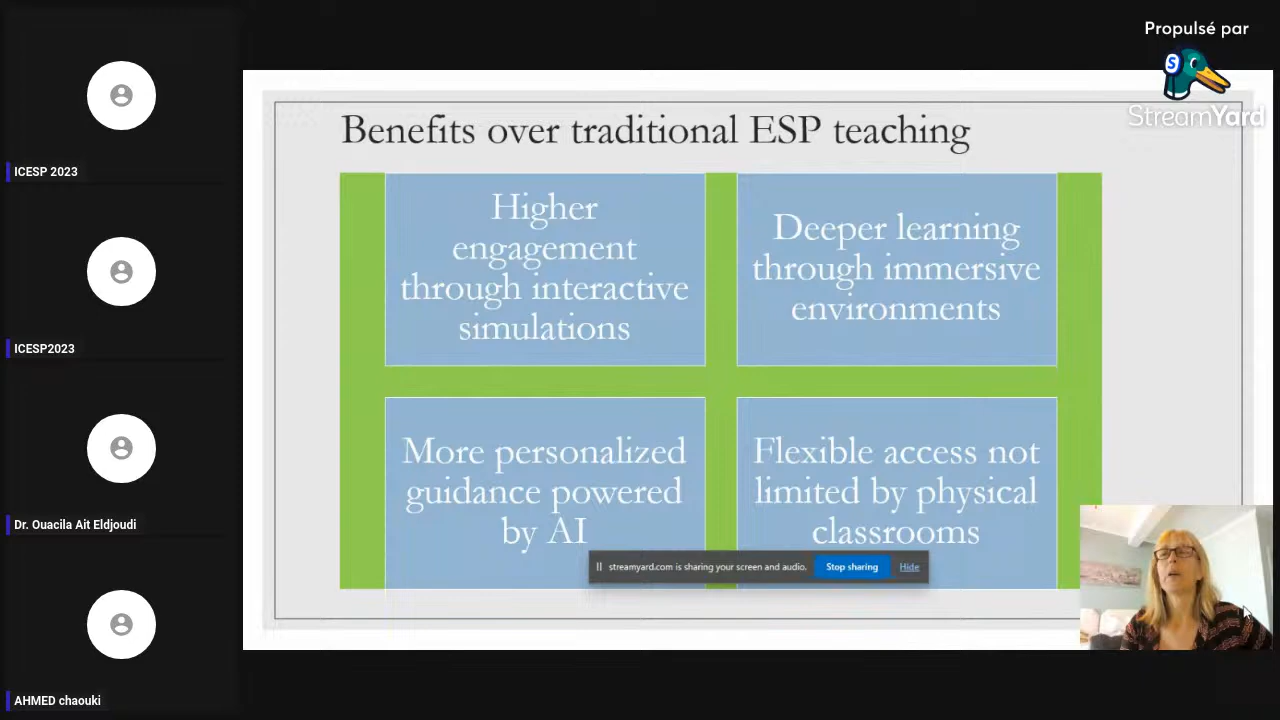 Propulsé par
StreamYard
ICESP 2023
ICESP2023
Dr. Ouacila Ait Eldjoudi
AHMED chaouki
Benefits over traditional ESP teaching
Higher
engagement
through interactive
simulations
Deeper learning
through immersive
environments
More personalized
guidance powered
by AI
Flexible access not
limited by physical
classrooms
streamyard.com is sharing your screen and audio.
Stop sharing
Hide